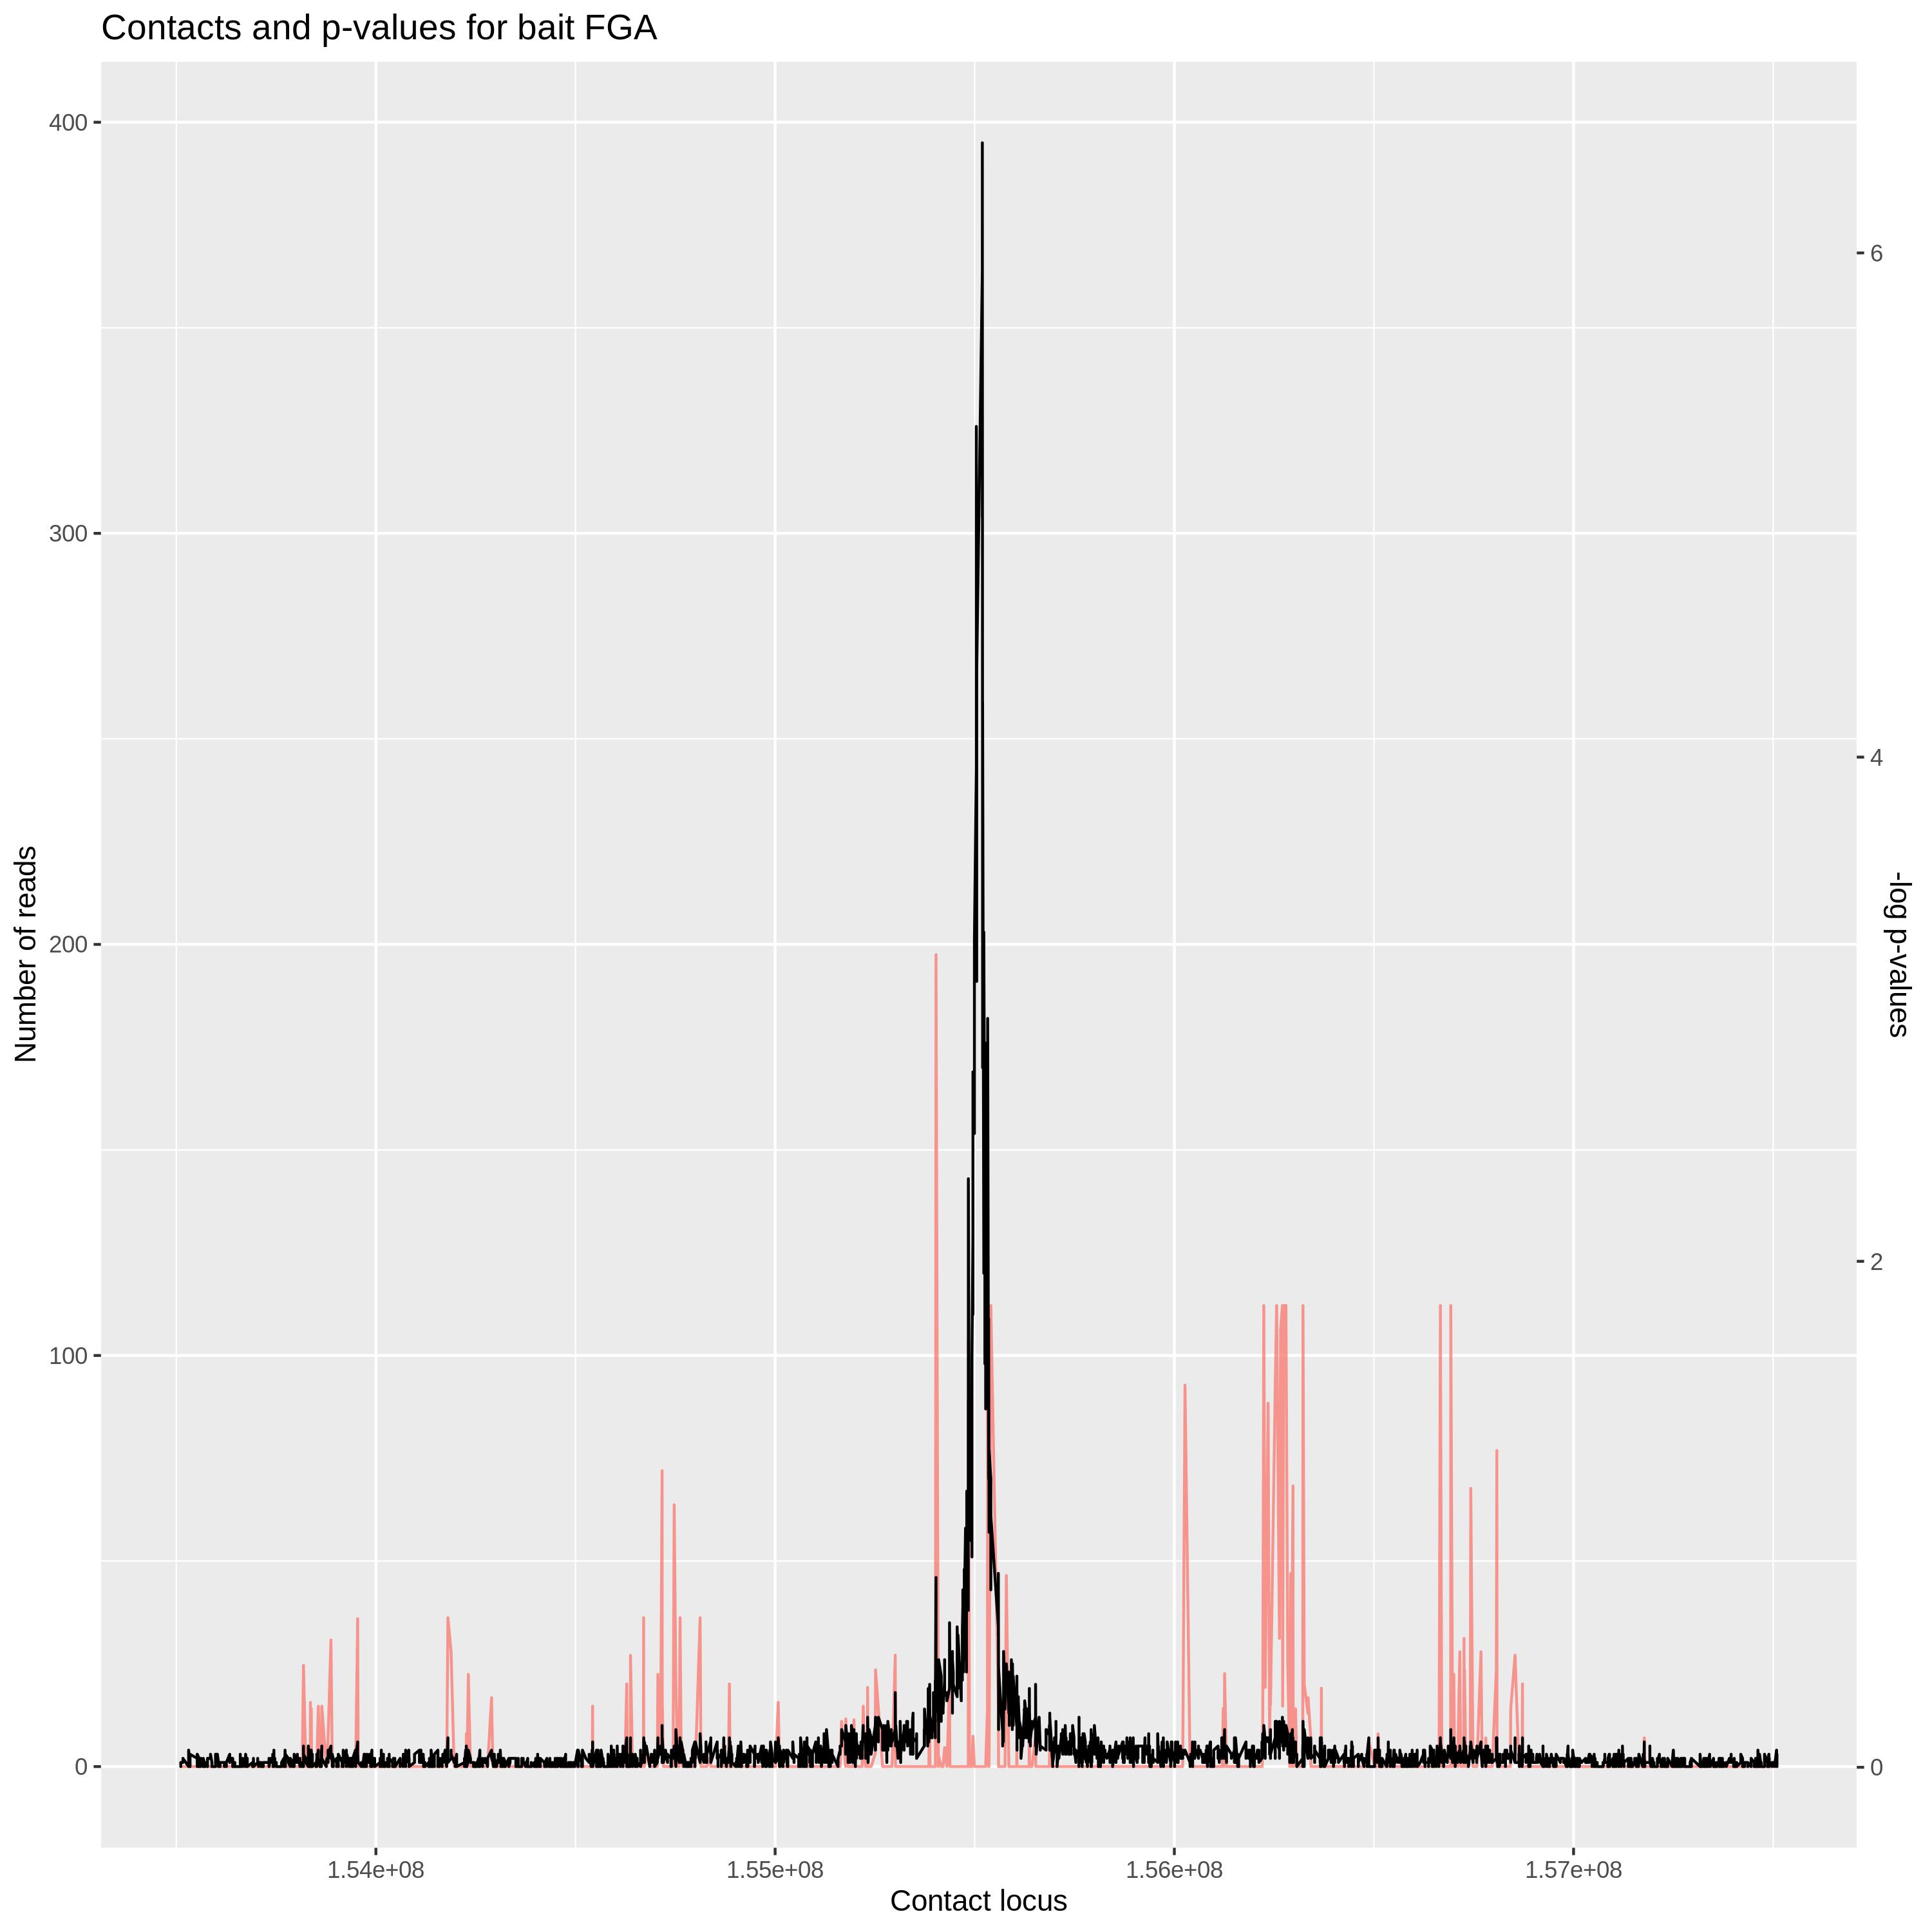 Contacts and p-values for bait FGA
400
300
200
100
0
Number of reads
6
4
2
0
-log p-values
1.54e+08
1.55e+08
1.56e+08
1.57e+08
Contact locus